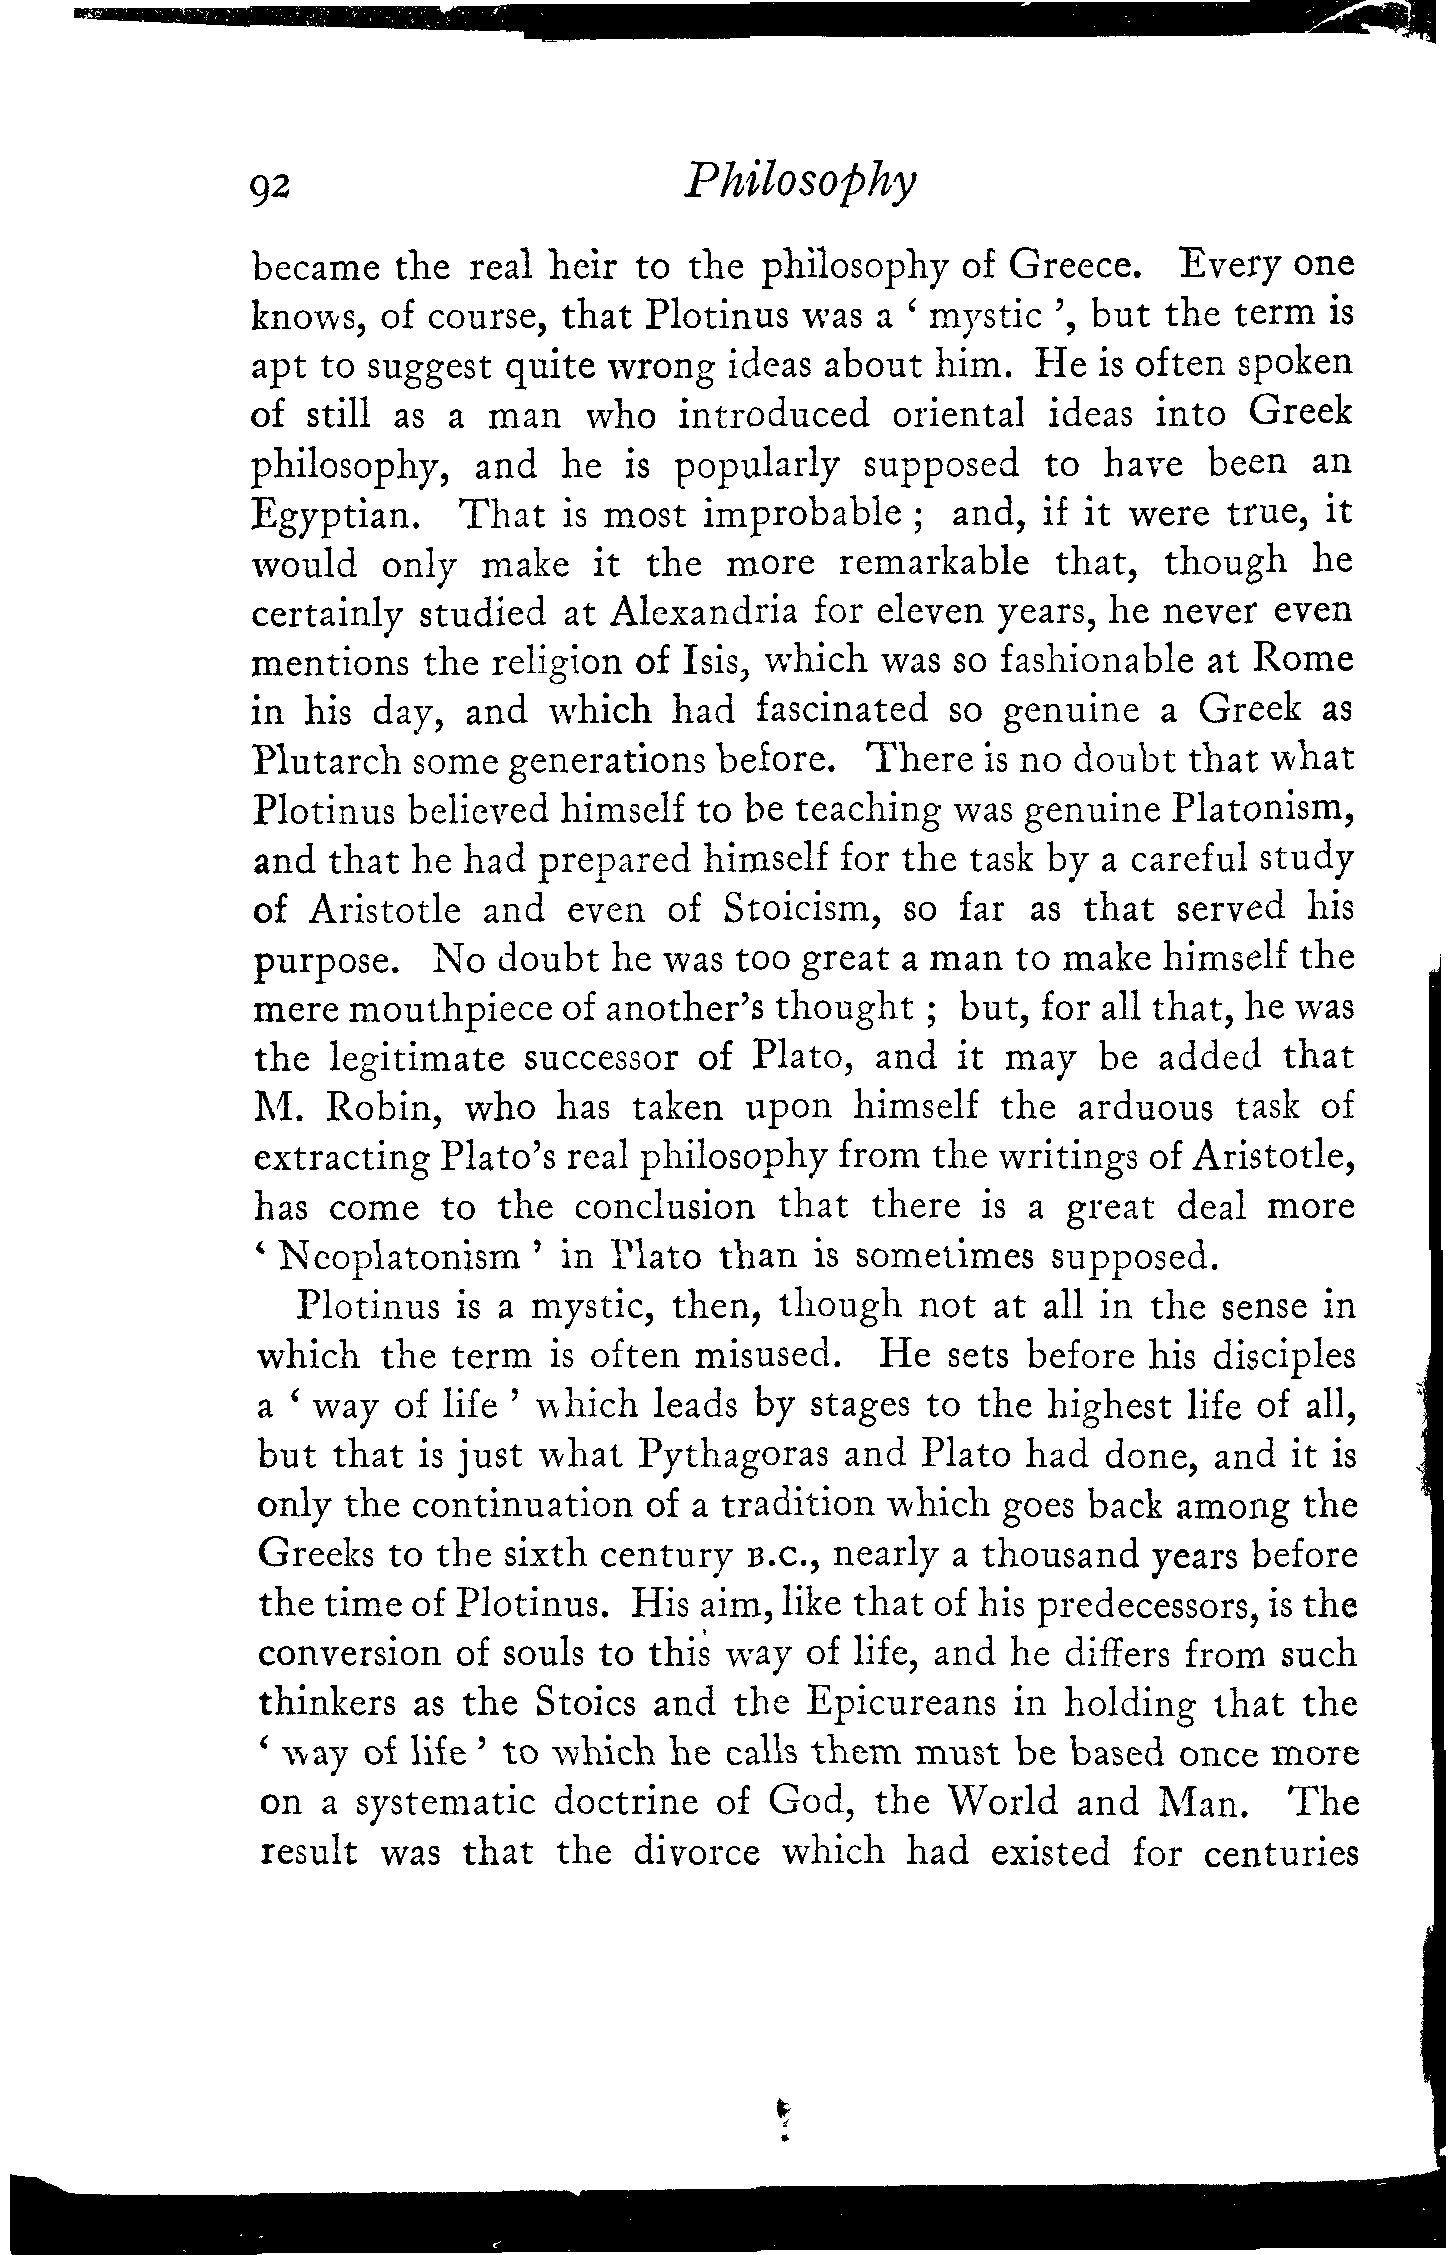 92 Philosophy
became the real heir to the philosophy of Greece. Every one
knows, of course, that Plotinus was a ‘ mystic ’, but the term is
apt to suggest quite wrong ideas about him. He is often spoken
of still as a man who introduced oriental ideas into Greek
philosophy, and he is popularly supposed to have been an
Egyptian. That is most improbable ; and, if it were true, it
would only make it the more remarkable that, though he
certainly studied at Alexandria for eleven years, he never even
mentions the religion of Isis, which was so fashionable at Rome
in his day, and which had fascinated so genuine a Greek as
Plutarch some generations before. There is no doubt that what
Plotinus believed himself to be teaching was genuine Platonism,
and that he had prepared himself for the task by a careful study
of Aristotle and even of Stoicism, so far as that served his
purpose. No doubt he was too great a man to make himself the
mere mouthpiece of another’s thought ; but, for all that, he was
the legitimate successor of Plato, and it may be added that
M. Robin, who has taken upon himself the arduous task of
extracting Plato’s real philosophy from the writings of Aristotle,
has come to the conclusion that there is a great deal more
‘ Neoplatonism ’ in Plato than is sometimes supposed.
Plotinus is a mystic, then, though not at all in the sense in
which the term is often misused. He sets before his disciples
a ‘ way of life ’ which leads by stages to the highest life of all,
but that is just what Pythagoras and Plato had done, and it is
only the continuation of a tradition which goes back among the
Greeks to the sixth century B.C., nearly a thousand years before
the time of Plotinus. His aim, like that of his predecessors, is the
conversion of souls to this way of life, and he differs from such
thinkers as the Stoics and the Epicureans in holding that the
‘ way of life ’ to which he calls them must be based once more
on a systematic doctrine of God, the World and Man. The
result was that the divorce which had existed for centuries